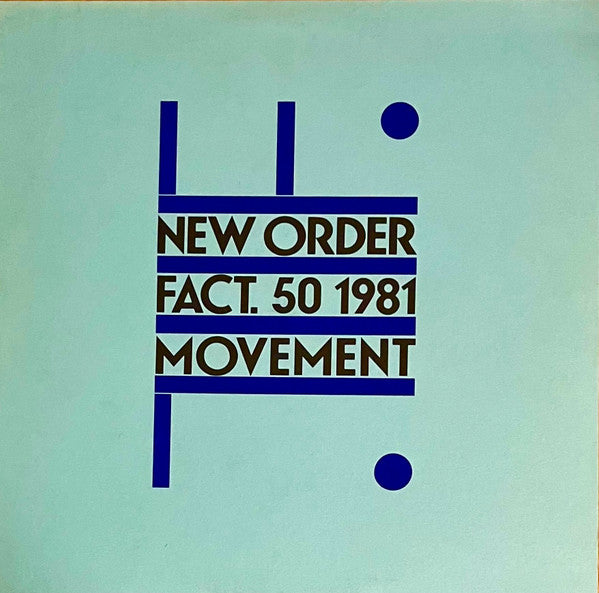 NEW ORDER
FACT. 50 1981
MOVEMENT